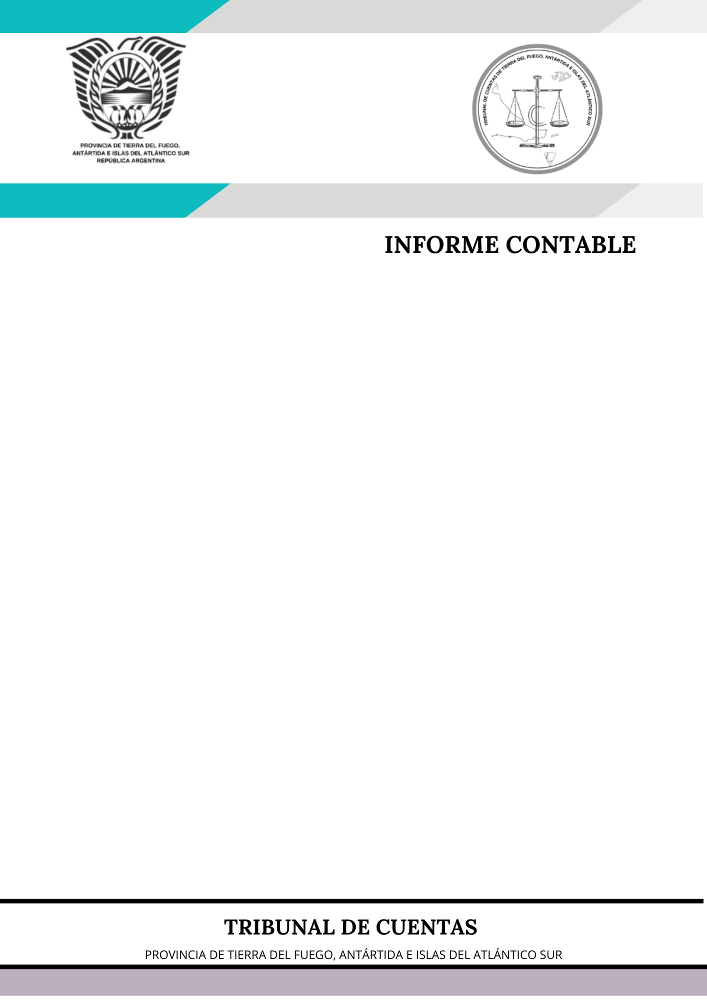 PROVINCIA DE TIERRA DEL FUEGO,
ANTÁRTIDA E ISLAS DEL ATLÁNTICO SUR
REPÚBLICA ARGENTINA
TRIBUNAL DE CUENTAS DE TIERRA DEL FUEGO, ANTÁRTIDA E ISLAS DEL ATLÁNTICO SUR
C
INFORME CONTABLE
TRIBUNAL DE CUENTAS
PROVINCIA DE TIERRA DEL FUEGO, ANTÁRTIDA E ISLAS DEL ATLÁNTICO SUR